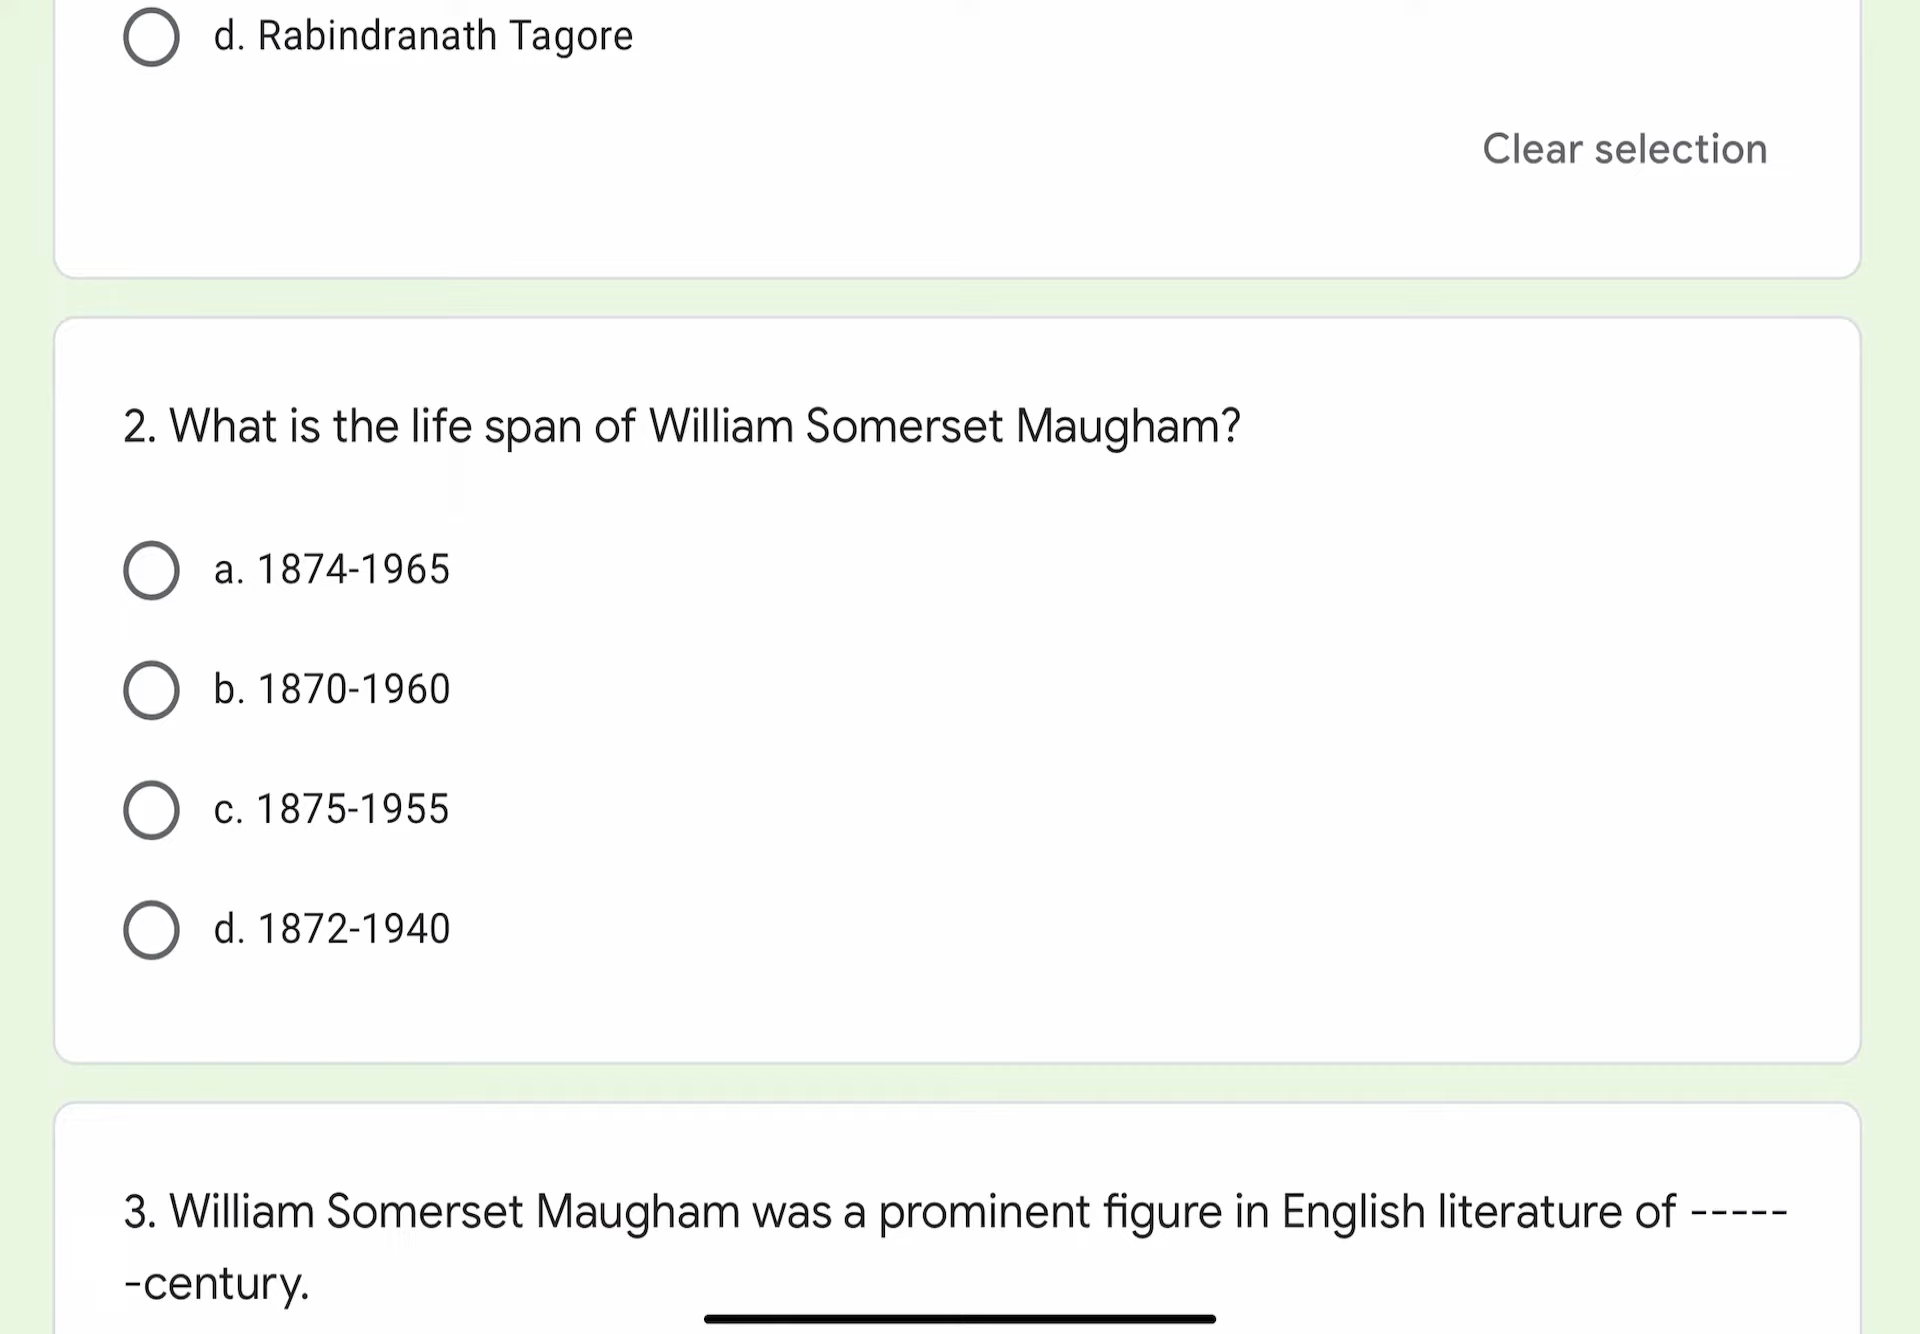 d. Rabindranath Tagore
Clear selection
2. What is the life span of William Somerset Maugham?
a. 1874-1965
b. 1870-1960
c. 1875-1955
d. 1872-1940
3. William Somerset Maugham was a prominent figure in English literature of -----
-century.